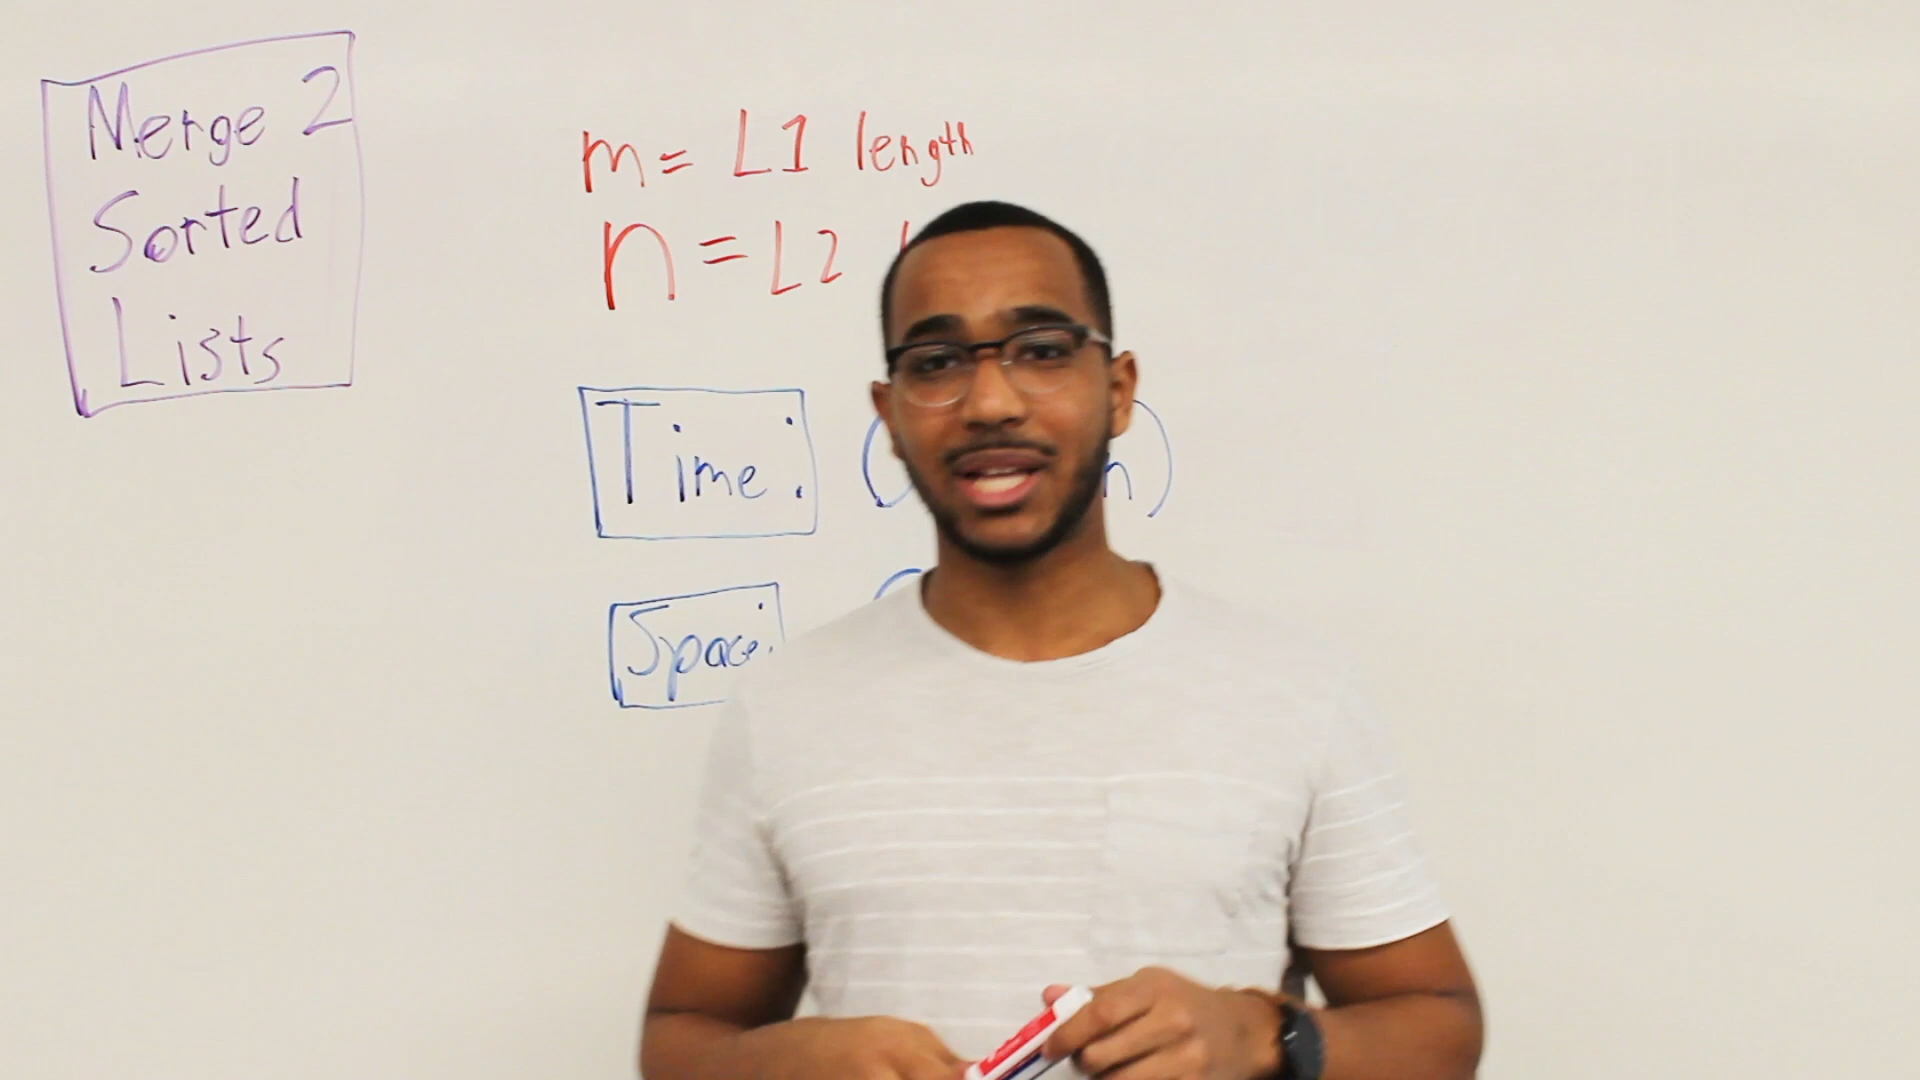 Merge 2
Sorted
Lists
m = L1 length
n = L2
Time:
n)
Space: